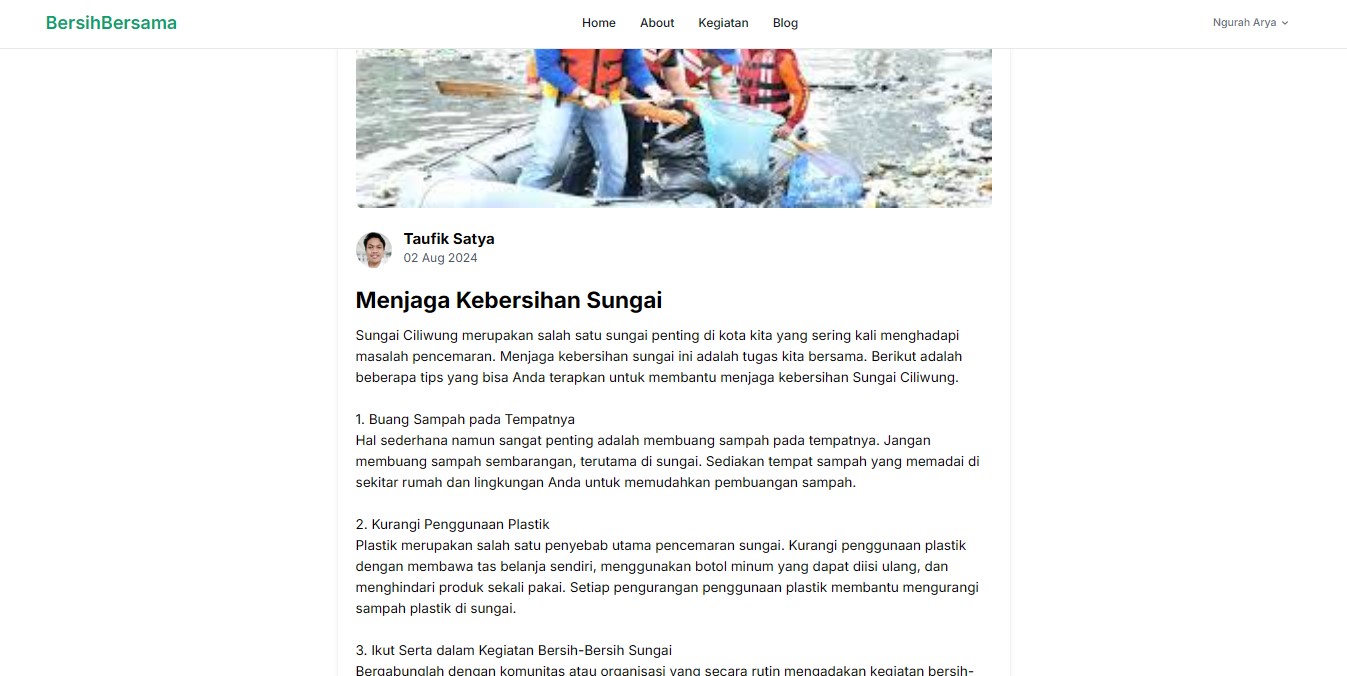 BersihBersama
Home
About
Kegiatan
Blog
Ngurah Arya
Taufik Satya
02 Aug 2024
Menjaga Kebersihan Sungai
Sungai Ciliwung merupakan salah satu sungai penting di kota kita yang sering kali menghadapi
masalah pencemaran. Menjaga kebersihan sungai ini adalah tugas kita bersama. Berikut adalah
beberapa tips yang bisa Anda terapkan untuk membantu menjaga kebersihan Sungai Ciliwung.
1. Buang Sampah pada Tempatnya
Hal sederhana namun sangat penting adalah membuang sampah pada tempatnya. Jangan
membuang sampah sembarangan, terutama di sungai. Sediakan tempat sampah yang memadai di
sekitar rumah dan lingkungan Anda untuk memudahkan pembuangan sampah.
2. Kurangi Penggunaan Plastik
Plastik merupakan salah satu penyebab utama pencemaran sungai. Kurangi penggunaan plastik
dengan membawa tas belanja sendiri, menggunakan botol minum yang dapat diisi ulang, dan
menghindari produk sekali pakai. Setiap pengurangan penggunaan plastik membantu mengurangi
sampah plastik di sungai.
3. Ikut Serta dalam Kegiatan Bersih-Bersih Sungai
Bergabunglah dengan komunitas atau organisasi yang secara rutin mengadakan kegiatan bersih-